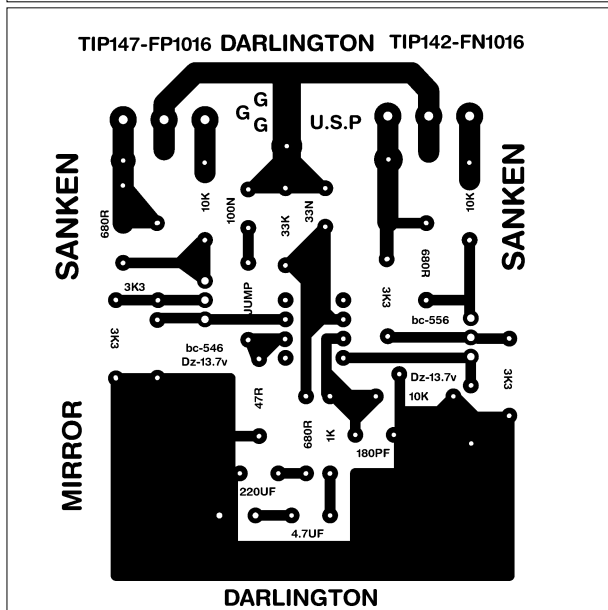 TIP147-FP1016 DARLINGTON TIP142-FN1016
G
G
G
U.S.P
SANKEN
SANKEN
680R
10K
100N
33K
33N
10K
680R
3K3
JUMP
3K3
3K3
bc-546
Dz-13.7v
bc-556
Dz-13.7v
3K3
47R
10K
MIRROR
680R
1K
180PF
220UF
4.7UF
DARLINGTON